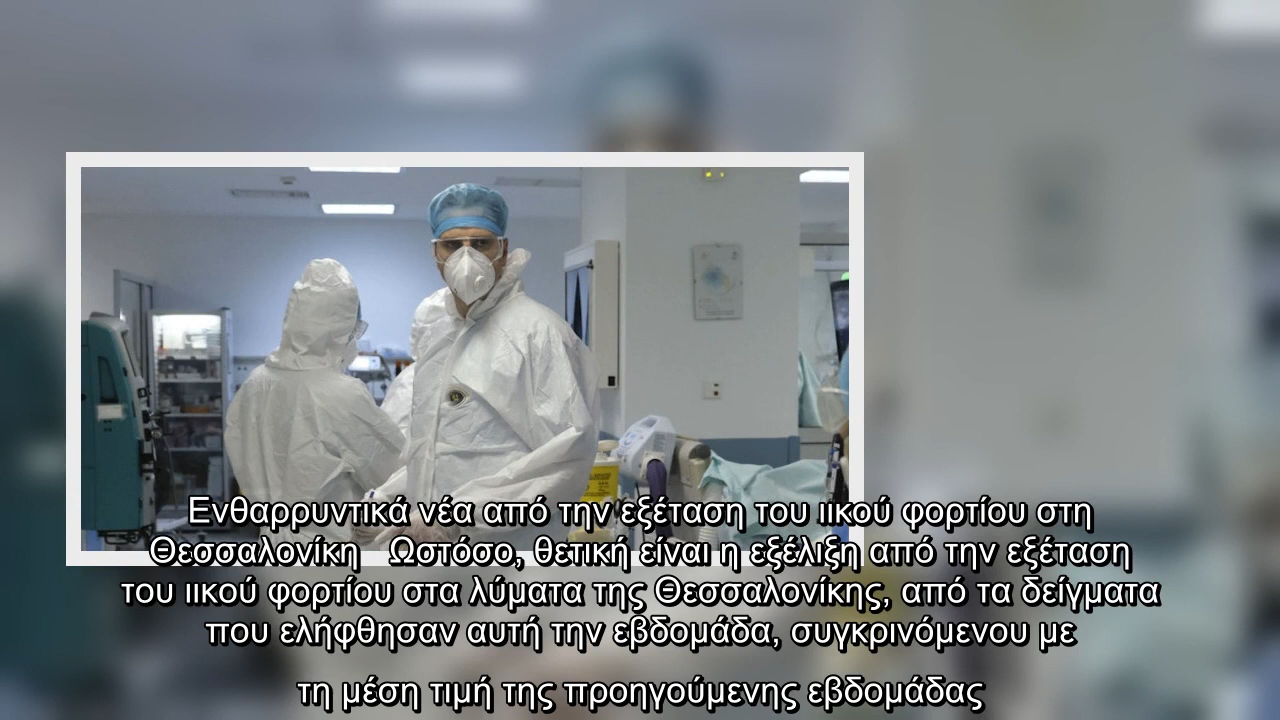 Ενθαρρυντικά νέα από την εξέταση του ιικού φορτίου στη
Θεσσαλονίκη   Ωστόσο, θετική είναι η εξέλιξη από την εξέταση
του ιικού φορτίου στα λύματα της Θεσσαλονίκης, από τα δείγματα
που ελήφθησαν αυτή την εβδομάδα, συγκρινόμενου με
τη μέση τιμή της προηγούμενης εβδομάδας